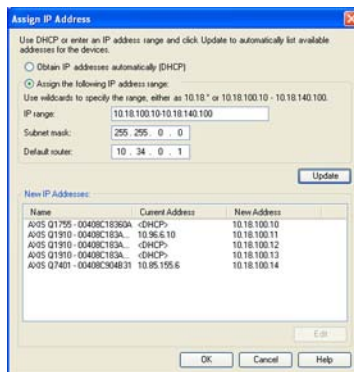 Assign IP Address
Use DHCP or enter an IP address range and click Update to automatically list available
addresses for the devices.
Obtain IP addresses automatically (DHCP)
Assign the following IP address range:
Use wildcards to specify the range, either as 10.18.* or 10.18.100.10 - 10.18.140.100.
IP range: 10.18.100.10-10.18.140.100
Subnet mask: 255 . 255 . 0 . 0
Default router: 10 . 34 . 0 . 1
Update
New IP Addresses:
Name Current Address New Address
AXIS Q1755 - 00408C18360A <DHCP> 10.18.100.10
AXIS Q1910 - 00408C183A... 10.96.6.10 10.18.100.11
AXIS Q1910 - 00408C183A... <DHCP> 10.18.100.12
AXIS Q1910 - 00408C183A... <DHCP> 10.18.100.13
AXIS Q7401 - 00408C904B31 10.85.155.6 10.18.100.14
Edit
OK Cancel Help